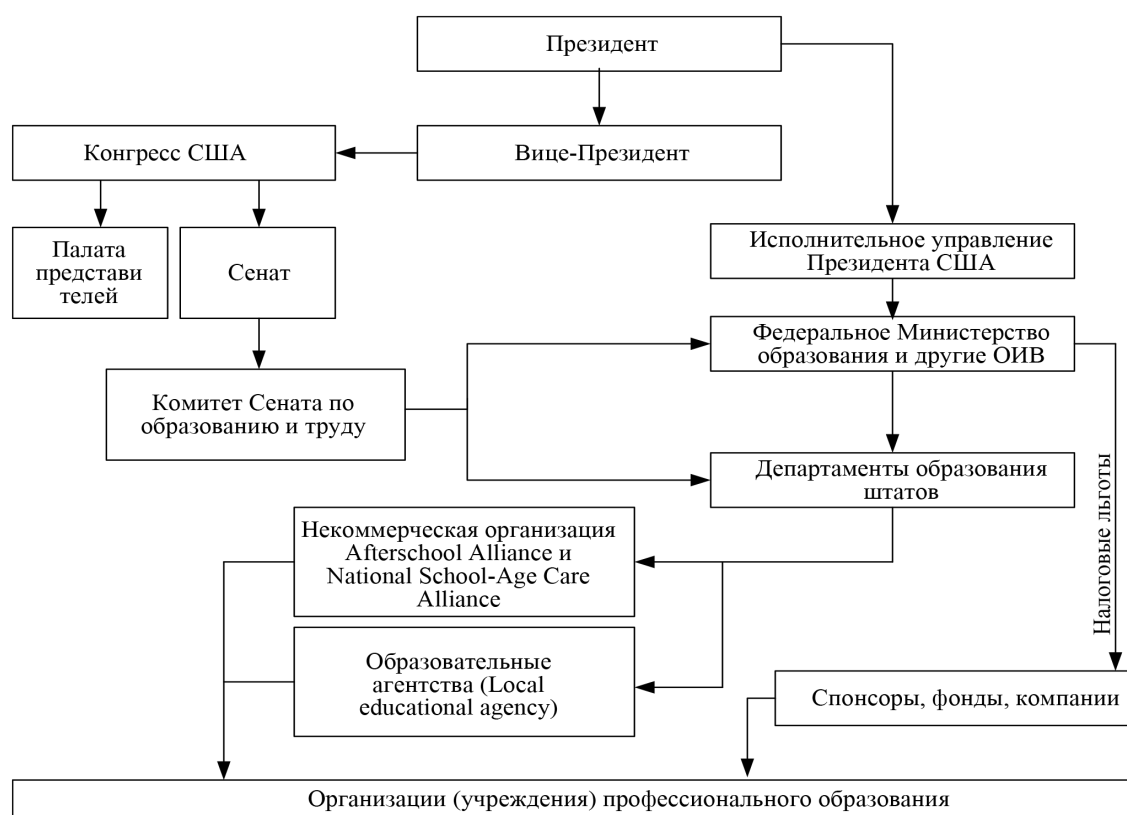 Президент
Конгресс США
Вице-Президент
Палата
представи
телей
Сенат
Исполнительное управление
Президента США
Федеральное Министерство
образования и другие ОИВ
Комитет Сената по
образованию и труду
Департаменты образования
штатов
Налоговые льготы
Некоммерческая организация
Afterschool Alliance и
National School-Age Care
Alliance
Образовательные
агентства (Local
educational agency)
Спонсоры, фонды, компании
Организации (учреждения) профессионального образования